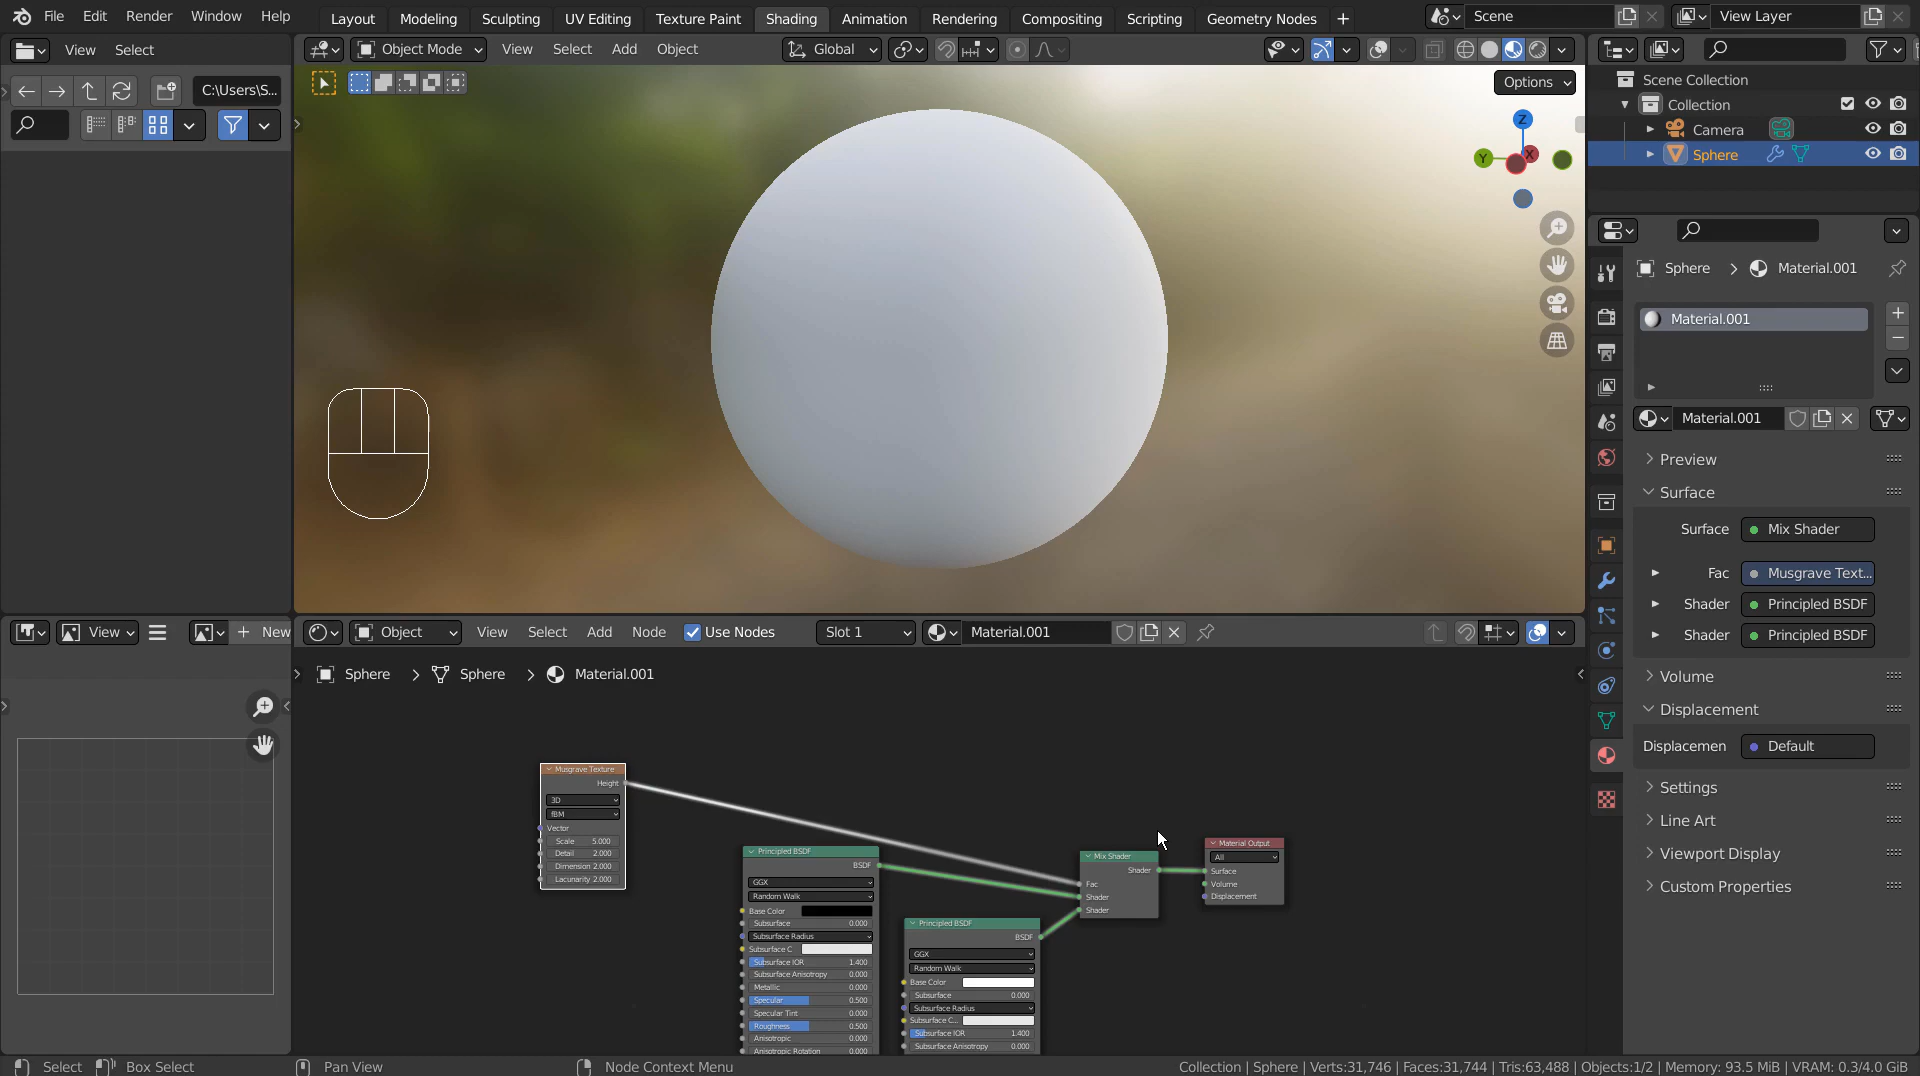 File Edit Render Window Help
Layout Modeling Sculpting UV Editing Texture Paint Shading Animation Rendering Compositing Scripting Geometry Nodes +
Scene
View Layer
View Select
Object Mode View Select Add Object
Global
C:\Users\S...
Options
Z
Y
X
Scene Collection
Collection
Camera
Sphere
Sphere > Material.001
Material.001
Material.001
Preview
Surface
Surface Mix Shader
Fac Musgrave Text...
Shader Principled BSDF
Shader Principled BSDF
Volume
Displacement
Displacemen Default
Settings
Line Art
Viewport Display
Custom Properties
View
+ New
Object View Select Add Node Use Nodes Slot 1 Material.001
Sphere > Sphere > Material.001
Musgrave Texture
Height
3D
fBM
Vector
Scale 5.000
Detail 2.000
Dimension 2.000
Lacunarity 2.000
Principled BSDF
BSDF
GGX
Random Walk
Base Color
Subsurface 0.000
Subsurface Radius
Subsurface C
Subsurface IOR 1.400
Subsurface Anisotropy 0.000
Metallic 0.000
Specular 0.500
Specular Tint 0.000
Roughness 0.500
Anisotropic 0.000
Anisotropic Rotation 0.000
Principled BSDF
BSDF
GGX
Random Walk
Base Color
Subsurface 0.000
Subsurface Radius
Subsurface C...
Subsurface IOR 1.400
Subsurface Anisotropy 0.000
Mix Shader
Shader
Fac
Shader
Shader
Material Output
All
Surface
Volume
Displacement
Select Box Select Pan View Node Context Menu
Collection | Sphere | Verts:31,746 | Faces:31,744 | Tris:63,488 | Objects:1/2 | Memory: 93.5 MiB | VRAM: 0.3/4.0 GiB